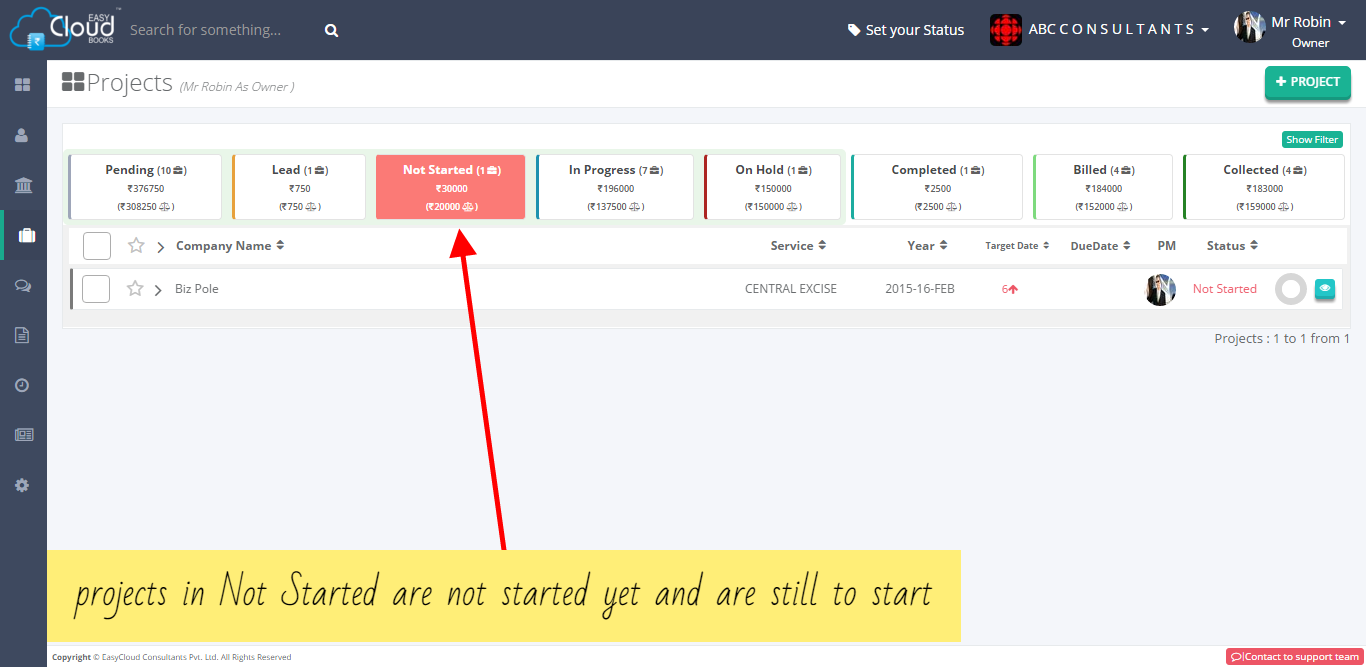 EASY
Cloud ™
BOOKS
Search for something...
Set your Status
ABCCONSULTANTS
Mr Robin
Owner
Projects (Mr Robin As Owner )
+ PROJECT
Show Filter
Pending (10)
₹376750
(₹308250 )
Lead (1)
₹750
(₹750 )
Not Started (1)
₹30000
(₹20000 )
In Progress (7)
₹196000
(₹137500 )
On Hold (1)
₹150000
(₹150000 )
Completed (1)
₹2500
(₹2500 )
Billed (4)
₹184000
(₹152000 )
Collected (4)
₹183000
(₹159000 )
Company Name Service Year Target Date DueDate PM Status
Biz Pole CENTRAL EXCISE 2015-16-FEB 6 Not Started
Projects : 1 to 1 from 1
projects in Not Started are not started yet and are still to start
Copyright © EasyCloud Consultants Pvt. Ltd. All Rights Reserved
Contact to support team